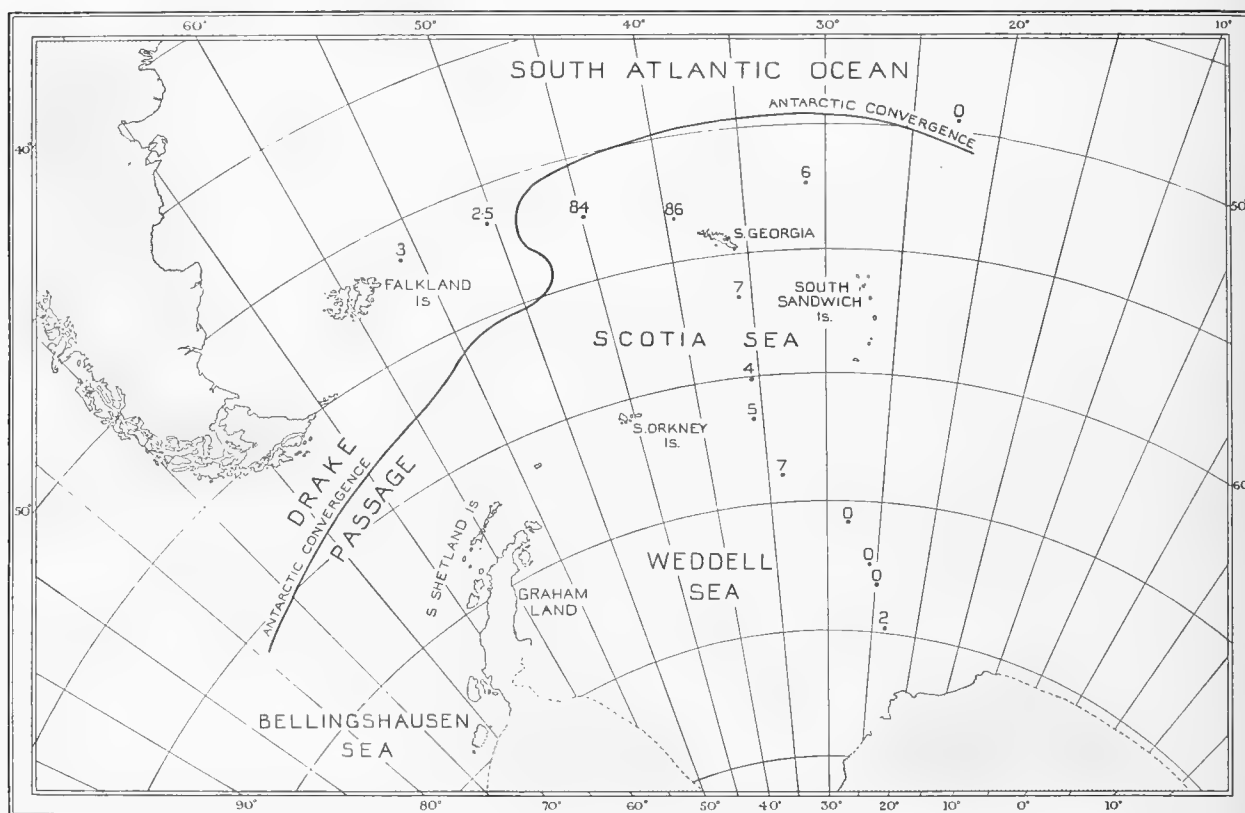 60° 50° 40° 30° 20° 10°
SOUTH ATLANTIC OCEAN
ANTARCTIC CONVERGENCE
0
40°
6
50°
3
2·5
84
86
S. GEORGIA
FALKLAND
IS
7
SOUTH
SANDWICH
IS.
SCOTIA SEA
4
5
S. ORKNEY
IS.
7
60°
DRAKE
PASSAGE
ANTARCTIC CONVERGENCE
50°
S SHETLAND IS
GRAHAM
LAND
WEDDELL
SEA
0
0
0
2
BELLINGSHAUSEN
SEA
90° 80° 70° 60° 50° 40° 30° 20° 10° 0° 10°